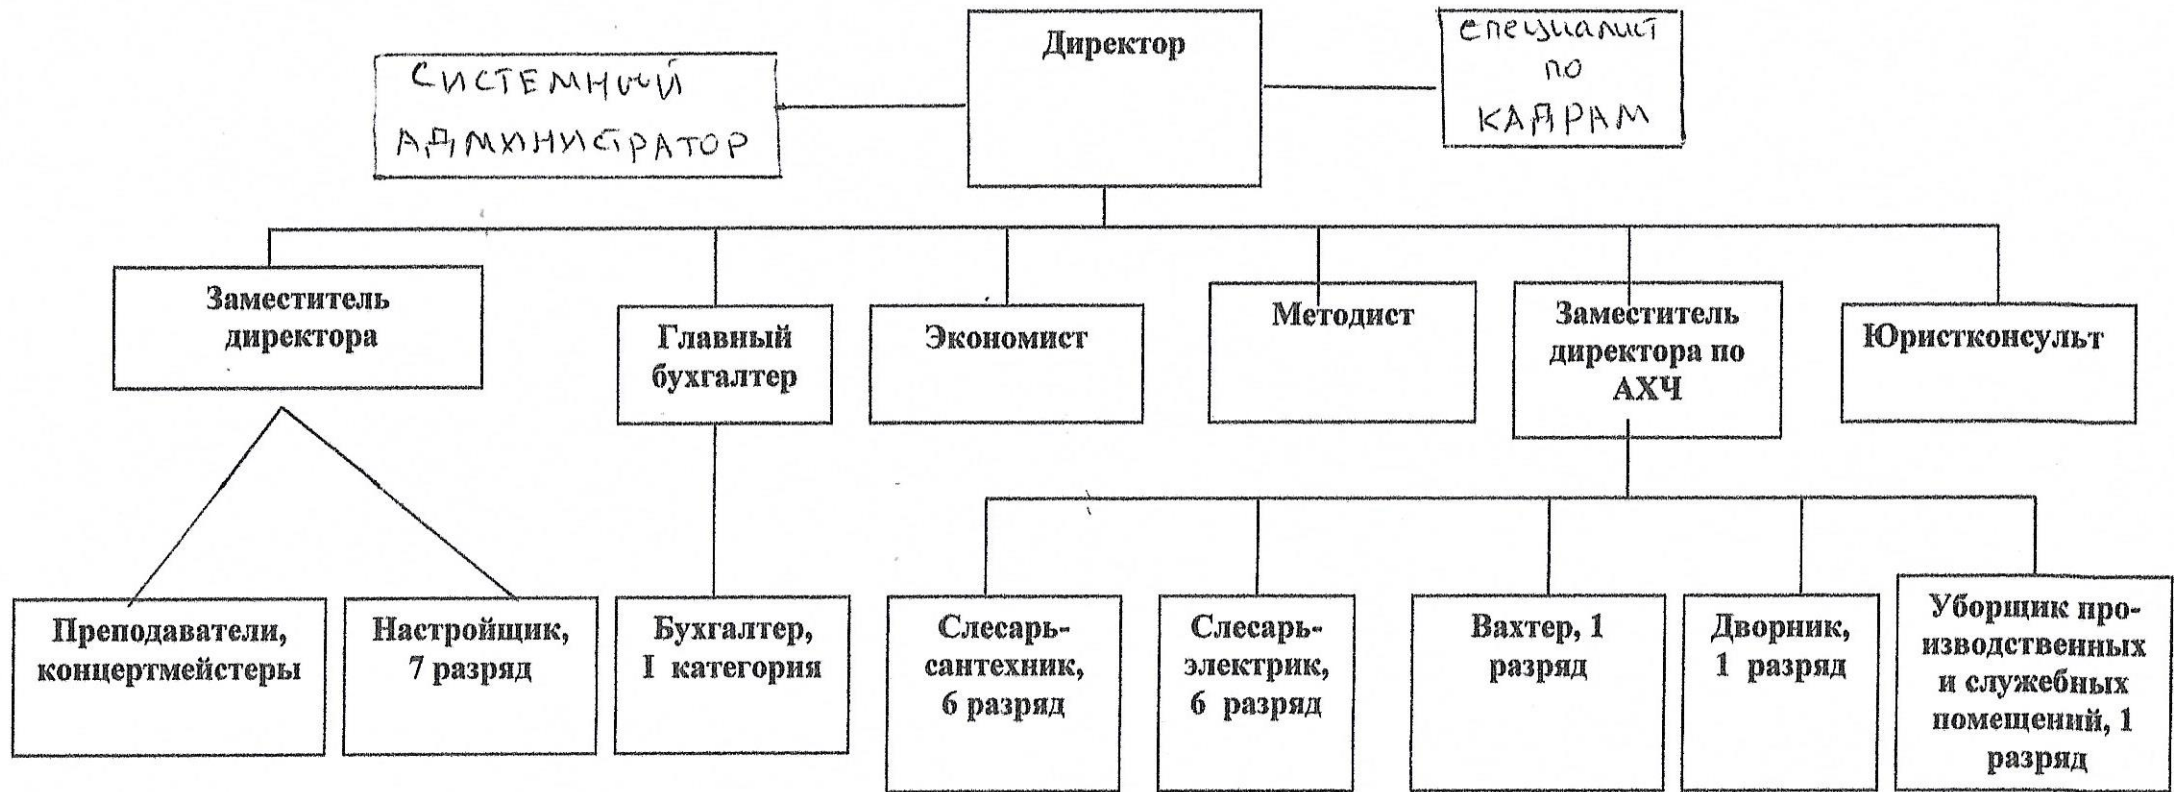 Директор
СИСТЕМНЫЙ
АДМИНИСТРАТОР
специалист
по
КАДРАМ
Заместитель
директора
Главный
бухгалтер
Экономист
Методист
Заместитель
директора по
АХЧ
Юристконсульт
Преподаватели,
концертмейстеры
Настройщик,
7 разряд
Бухгалтер,
I категория
Слесарь-
сантехник,
6 разряд
Слесарь-
электрик,
6 разряд
Вахтер, 1
разряд
Дворник,
1 разряд
Уборщик про-
изводственных
и служебных
помещений, 1
разряд